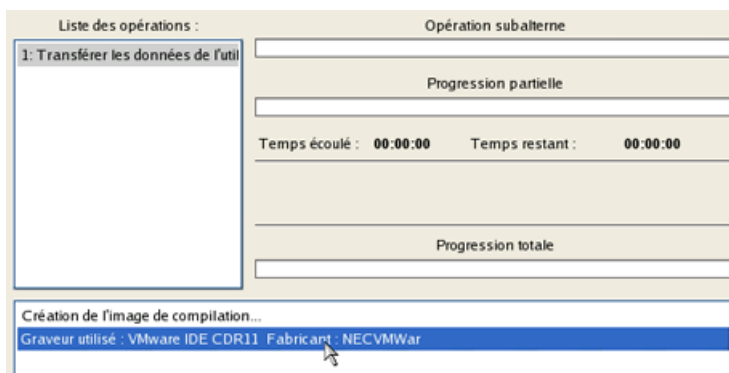 Liste des opérations :
1: Transférer les données de l'util
Opération subalterne
Progression partielle
Temps écoulé : 00:00:00 Temps restant : 00:00:00
Progression totale
Création de l'image de compilation...
Graveur utilisé : VMware IDE CDR11 Fabricant : NECVMWar